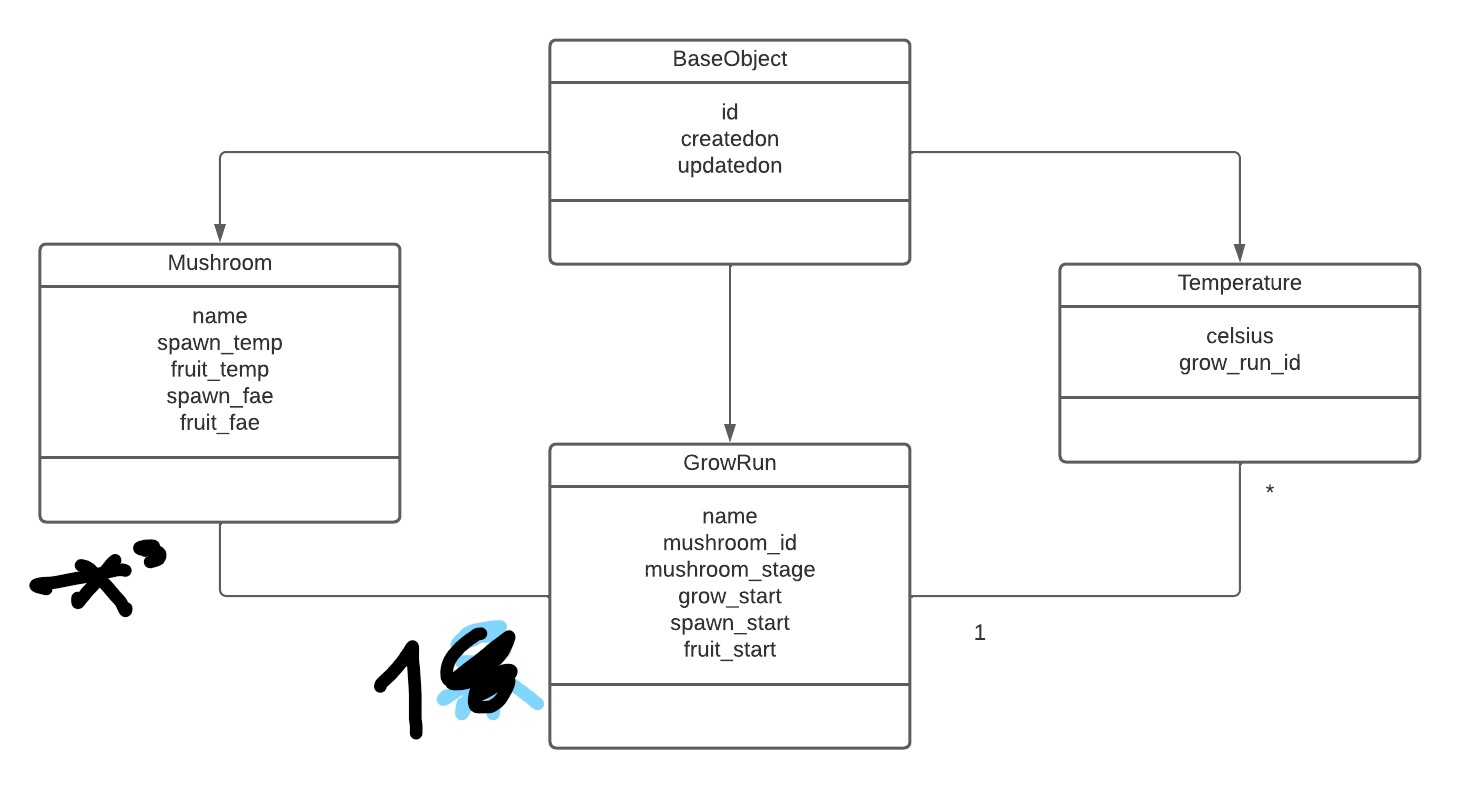 BaseObject
id
createdon
updatedon
Mushroom
name
spawn_temp
fruit_temp
spawn_fae
fruit_fae
Temperature
celsius
grow_run_id
*
GrowRun
name
mushroom_id
mushroom_stage
grow_start
spawn_start
fruit_start
*
1
1